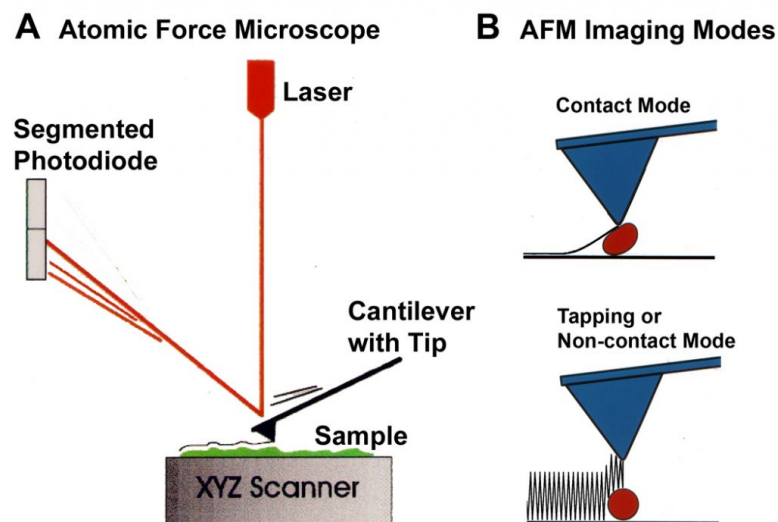 A Atomic Force Microscope
Laser
Segmented
Photodiode
Cantilever
with Tip
Sample
XYZ Scanner
B AFM Imaging Modes
Contact Mode
Tapping or
Non-contact Mode